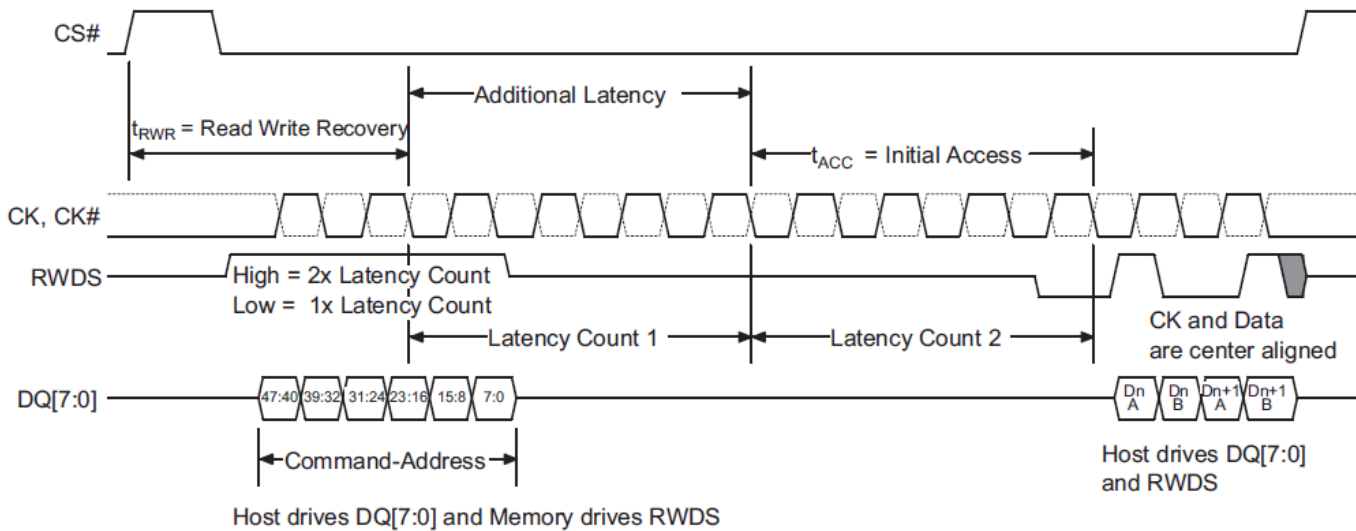 CS#
Additional Latency
tRWR = Read Write Recovery
tACC = Initial Access
CK, CK#
RWDS
High = 2x Latency Count
Low = 1x Latency Count
Latency Count 1
Latency Count 2
CK and Data
are center aligned
DQ[7:0]
47:40 39:32 31:24 23:16 15:8 7:0
Dn A
Dn B
Dn+1 A
Dn+1 B
Command-Address
Host drives DQ[7:0]
and RWDS
Host drives DQ[7:0] and Memory drives RWDS